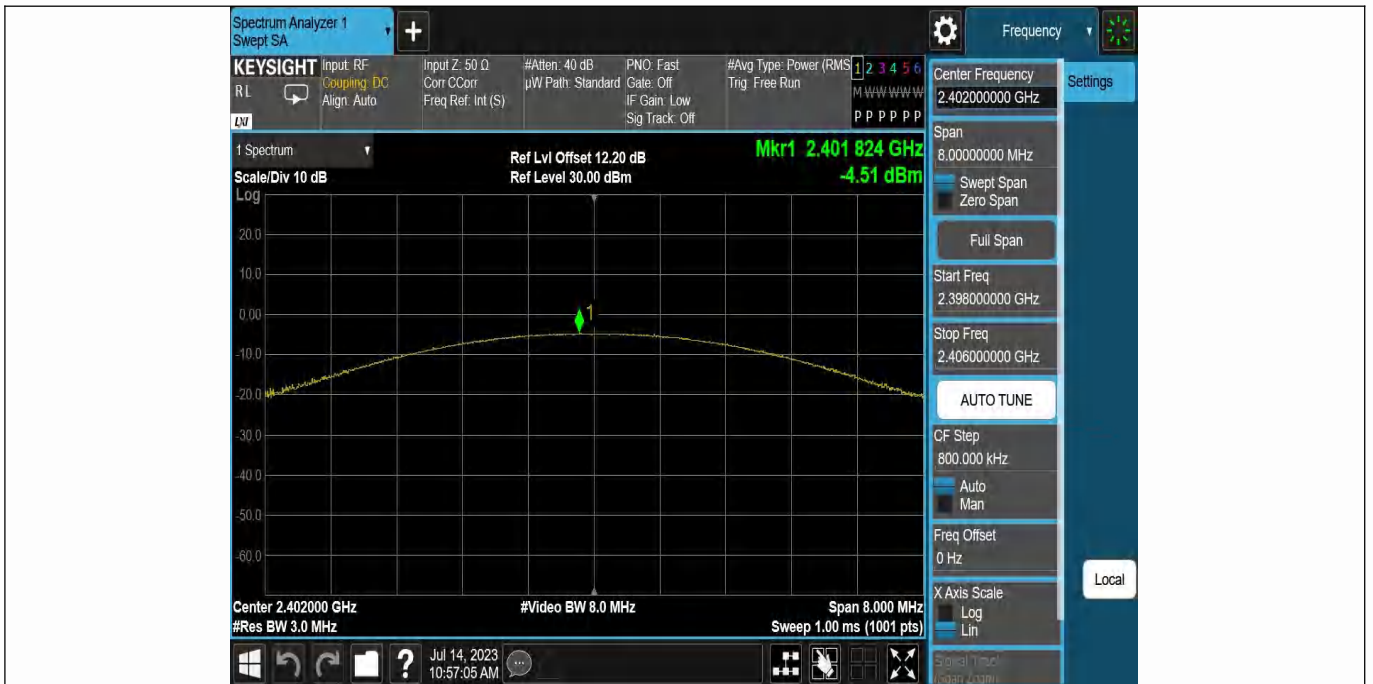 Spectrum Analyzer 1
Swept SA
+
Frequency
KEYSIGHT
RL
LXI
Input: RF
Coupling: DC
Align: Auto
Input Z: 50 Ω
Corr CCorr
Freq Ref: Int (S)
#Atten: 40 dB
µW Path: Standard
PNO: Fast
Gate: Off
IF Gain: Low
Sig Track: Off
#Avg Type: Power (RMS
Trig: Free Run
1 2 3 4 5 6
M W W W W W
P P P P P P
1 Spectrum
Scale/Div 10 dB
Log
Ref Lvl Offset 12.20 dB
Ref Level 30.00 dBm
Mkr1 2.401 824 GHz
-4.51 dBm
20.0
10.0
0.00
-10.0
-20.0
-30.0
-40.0
-50.0
-60.0
1
Center 2.402000 GHz
#Res BW 3.0 MHz
#Video BW 8.0 MHz
Span 8.000 MHz
Sweep 1.00 ms (1001 pts)
Center Frequency
2.402000000 GHz
Settings
Span
8.00000000 MHz
Swept Span
Zero Span
Full Span
Start Freq
2.398000000 GHz
Stop Freq
2.406000000 GHz
AUTO TUNE
CF Step
800.000 kHz
Auto
Man
Freq Offset
0 Hz
X Axis Scale
Log
Lin
Signal Track
(Span Zoom)
Local
?
Jul 14, 2023
10:57:05 AM